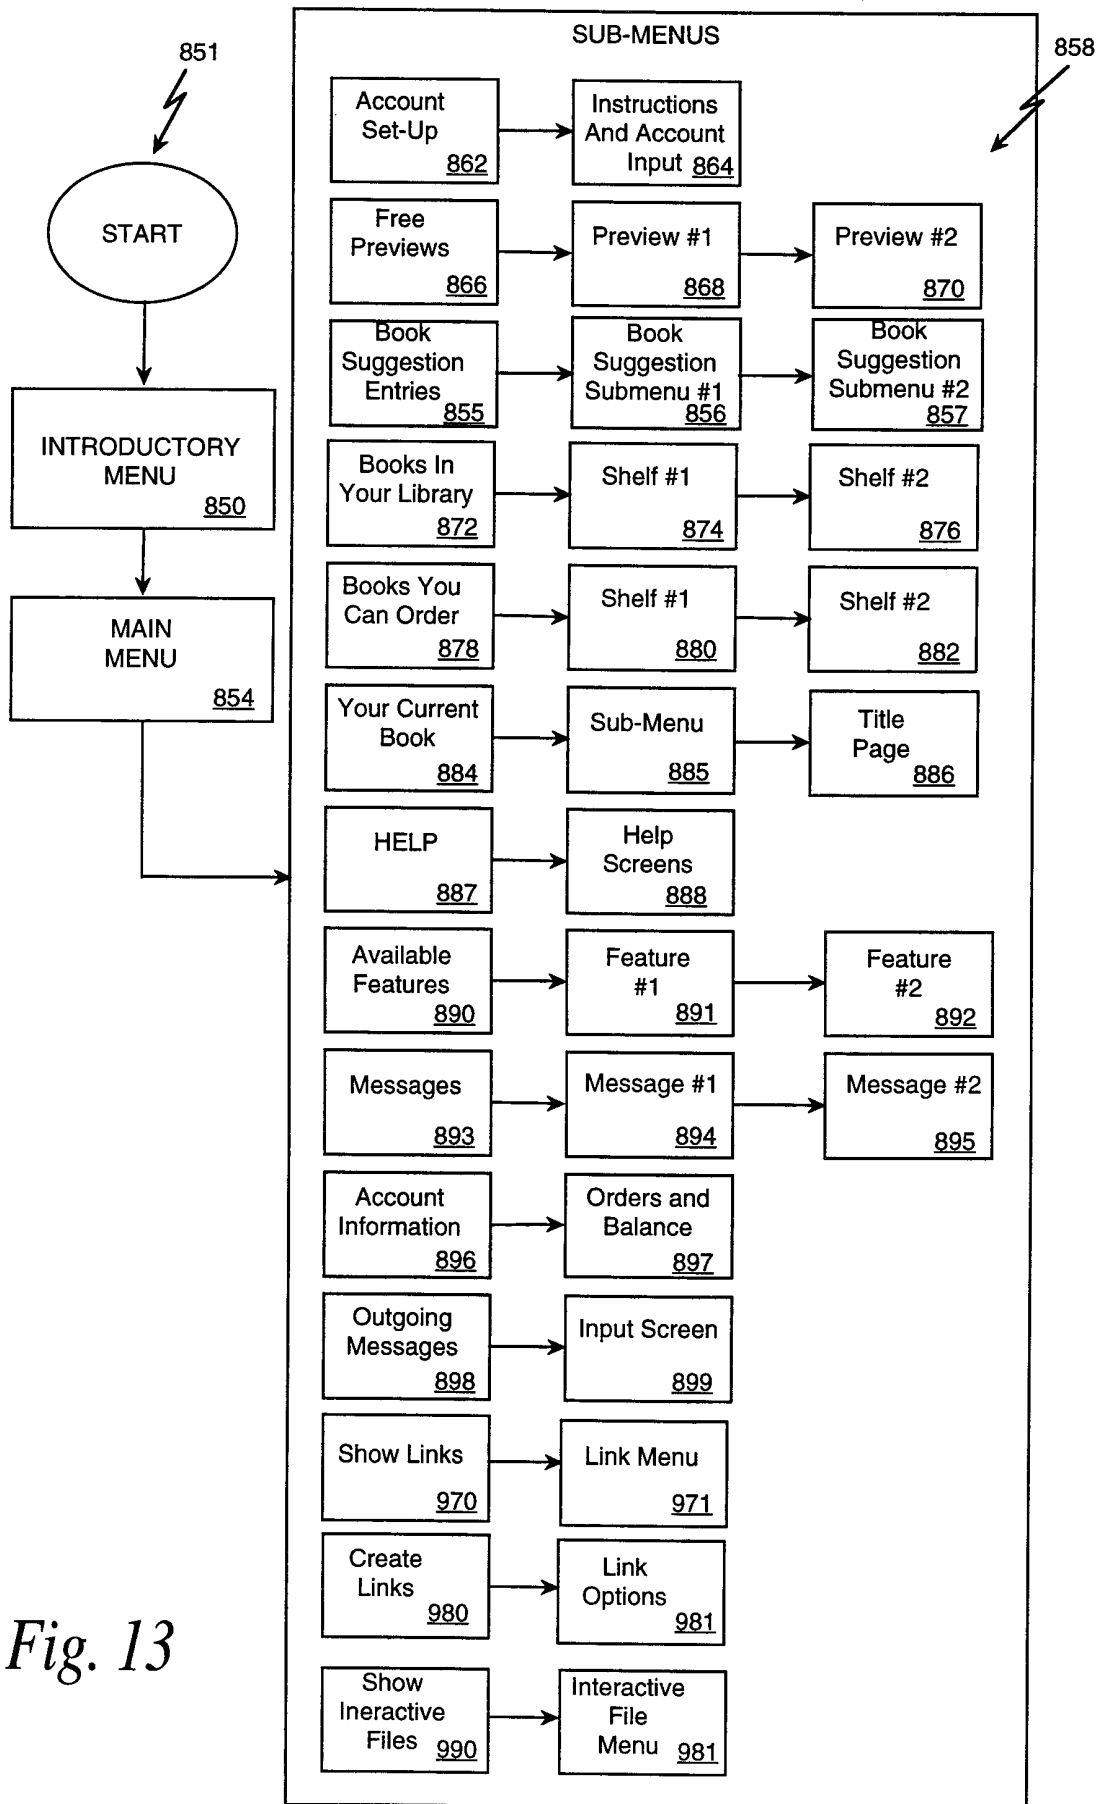 851
START
INTRODUCTORY
MENU
850
MAIN
MENU
854
SUB-MENUS
858
Account
Set-Up
862
Instructions
And Account
Input 864
Free
Previews
866
Preview #1
868
Preview #2
870
Book
Suggestion
Entries
855
Book
Suggestion
Submenu #1
856
Book
Suggestion
Submenu #2
857
Books In
Your Library
872
Shelf #1
874
Shelf #2
876
Books You
Can Order
878
Shelf #1
880
Shelf #2
882
Your Current
Book
884
Sub-Menu
885
Title
Page
886
HELP
887
Help
Screens
888
Available
Features
890
Feature
#1
891
Feature
#2
892
Messages
893
Message #1
894
Message #2
895
Account
Information
896
Orders and
Balance
897
Outgoing
Messages
898
Input Screen
899
Show Links
970
Link Menu
971
Create
Links
980
Link
Options
981
Show
Ineractive
Files 990
Interactive
File
Menu 981
Fig. 13